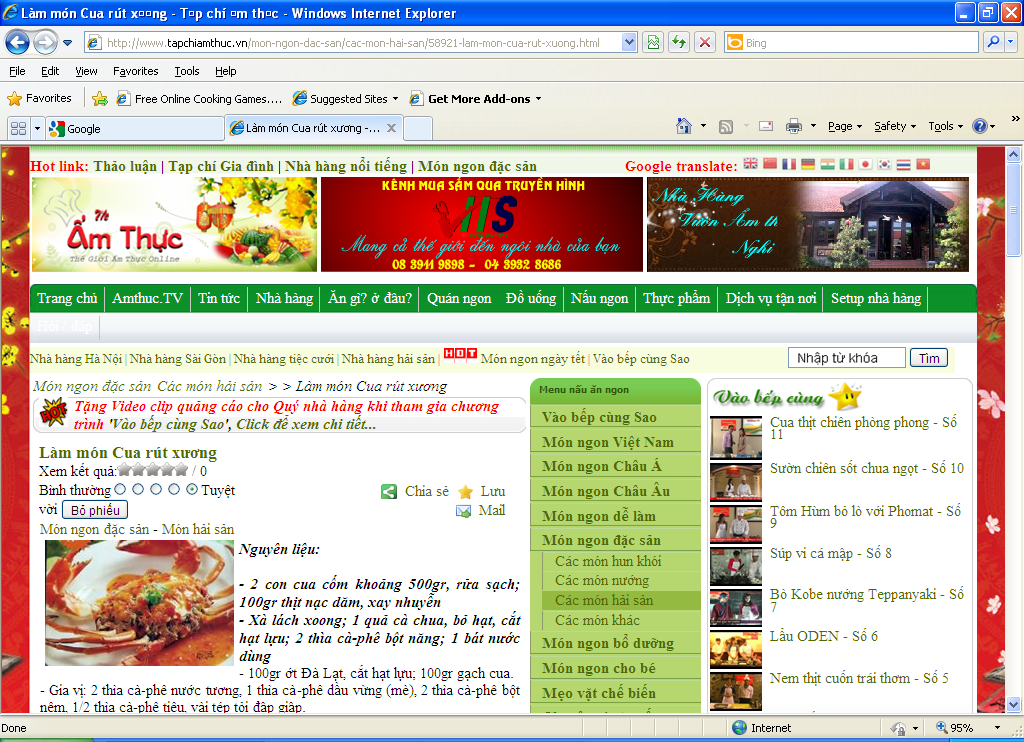 Làm món Cua rút xương - Tạp chí ẩm thực - Windows Internet Explorer
http://www.tapchiamthuc.vn/mon-ngon-dac-san/cac-mon-hai-san/58921-lam-mon-cua-rut-xuong.html
Bing
File Edit View Favorites Tools Help
Favorites Free Online Cooking Games.... Suggested Sites Get More Add-ons
Google Làm món Cua rút xương -... Page Safety Tools
Hot link: Thảo luận | Tạp chí Gia đình | Nhà hàng nổi tiếng | Món ngon đặc sản Google translate:
Ẩm Thực
Thế Giới Ẩm Thực Online
KÊNH MUA SẮM QUA TRUYỀN HÌNH
Mang cả thế giới đến ngôi nhà của bạn
08 3911 9898 - 04 3932 8686
Nhà Hàng
Vườn Ẩm th
Nghi
Trang chủ Amthuc.TV Tin tức Nhà hàng Ăn gì? ở đâu? Quán ngon Đồ uống Nấu ngon Thực phẩm Dịch vụ tận nơi Setup nhà hàng
Hỏi / đáp
Nhà hàng Hà Nội | Nhà hàng Sài Gòn | Nhà hàng tiệc cưới | Nhà hàng hải sản | HOT Món ngon ngày tết | Vào bếp cùng Sao Nhập từ khóa Tìm
Món ngon đặc sản Các món hải sản > > Làm món Cua rút xương
HOT Tặng Video clip quảng cáo cho Quý nhà hàng khi tham gia chương
trình 'Vào bếp cùng Sao', Click để xem chi tiết...
Làm món Cua rút xương
Xem kết quả: / 0
Bình thường Tuyệt
vời Bỏ phiếu
Chia sẻ Lưu
Mail
Món ngon đặc sản - Món hải sản
Nguyên liệu:
- 2 con cua cốm khoảng 500gr, rửa sạch;
100gr thịt nạc dăm, xay nhuyễn
- Xà lách xoong; 1 quả cà chua, bỏ hạt, cắt
hạt lựu; 2 thìa cà-phê bột năng; 1 bát nước
dùng
- 100gr ớt Đà Lạt, cắt hạt lựu; 100gr gạch cua.
- Gia vị: 2 thìa cà-phê nước tương, 1 thìa cà-phê dầu vừng (mè), 2 thìa cà-phê bột
nêm, 1/2 thìa cà-phê tiêu, vài tép tỏi đập giập.
Menu nấu ăn ngon
Vào bếp cùng Sao
Món ngon Việt Nam
Món ngon Châu Á
Món ngon Châu Âu
Món ngon dễ làm
Món ngon đặc sản
Các món hun khói
Các món nướng
Các món hải sản
Các món khác
Món ngon bổ dưỡng
Món ngon cho bé
Mẹo vặt chế biến
Vào bếp cùng
Cua thịt chiên phòng phong - Số
11
Sườn chiên sốt chua ngọt - Số 10
Tôm Hùm bỏ lò với Phomat - Số
9
Súp vi cá mập - Số 8
Bò Kobe nướng Teppanyaki - Số
7
Lẩu ODEN - Số 6
Nem thịt cuốn trái thơm - Số 5
Done Internet 95%